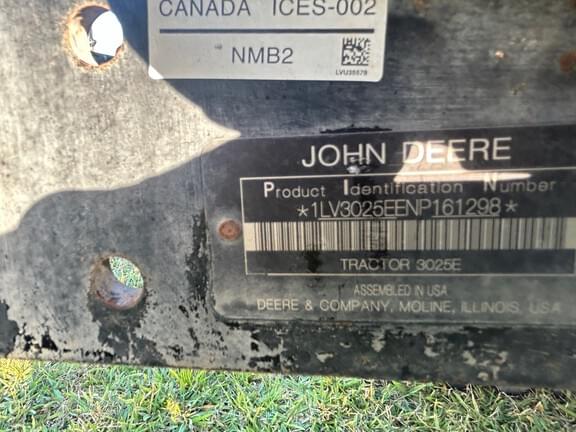 CANADA ICES-002
NMB2
LVU35578
JOHN DEERE
Product Identification Number
*1LV3025EENP161298*
TRACTOR 3025E
ASSEMBLED IN USA
DEERE & COMPANY, MOLINE, ILLINOIS, USA